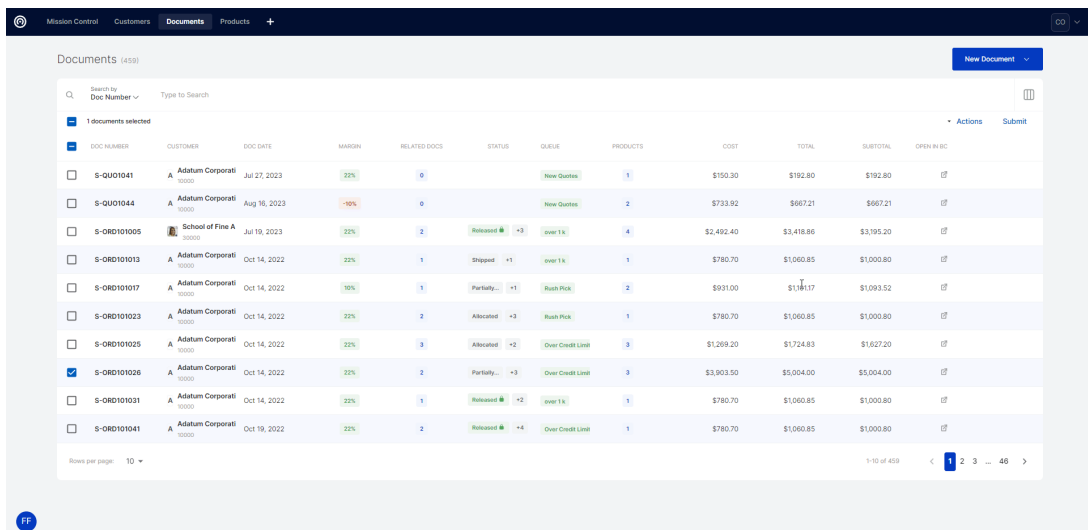 Mission Control Customers Documents Products + CO
Documents (459) New Document
Search by
Doc Number Type to Search
1 documents selected Actions Submit
DOC NUMBER CUSTOMER DOC DATE MARGIN RELATED DOCS STATUS QUEUE PRODUCTS COST TOTAL SUBTOTAL OPEN IN BC
S-QUO1041 A Adatum Corporati Jul 27, 2023 22% 0 New Quotes 1 $150.30 $192.80 $192.80
10000
S-QUO1044 A Adatum Corporati Aug 16, 2023 -10% 0 New Quotes 2 $733.92 $667.21 $667.21
10000
S-ORD101005 School of Fine A Jul 19, 2023 22% 2 Released +3 over 1 k 4 $2,492.40 $3,418.86 $3,195.20
30000
S-ORD101013 A Adatum Corporati Oct 14, 2022 22% 1 Shipped +1 over 1 k 1 $780.70 $1,060.85 $1,000.80
10000
S-ORD101017 A Adatum Corporati Oct 14, 2022 10% 1 Partially... +1 Rush Pick 2 $931.00 $1,093.52
10000
S-ORD101023 A Adatum Corporati Oct 14, 2022 22% 2 Allocated +3 Rush Pick 1 $780.70 $1,060.85 $1,000.80
10000
S-ORD101025 A Adatum Corporati Oct 14, 2022 22% 3 Allocated +2 Over Credit Limit 3 $1,269.20 $1,724.83 $1,627.20
10000
S-ORD101026 A Adatum Corporati Oct 14, 2022 22% 2 Partially... +3 Over Credit Limit 3 $3,903.50 $5,004.00 $5,004.00
10000
S-ORD101031 A Adatum Corporati Oct 14, 2022 22% 1 Released +2 over 1 k 1 $780.70 $1,060.85 $1,000.80
10000
S-ORD101041 A Adatum Corporati Oct 19, 2022 22% 2 Released +4 Over Credit Limit 1 $780.70 $1,060.85 $1,000.80
10000
Rows per page: 10 1-10 of 459 < 1 2 3 ... 46 >
FF